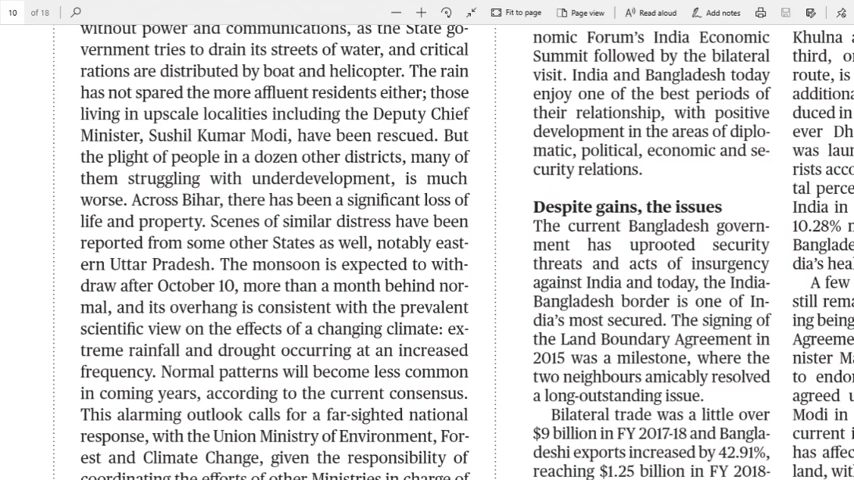 10 of 18
Fit to page
Page view
Read aloud
Add notes
without power and communications, as the State go-
vernment tries to drain its streets of water, and critical
rations are distributed by boat and helicopter. The rain
has not spared the more affluent residents either; those
living in upscale localities including the Deputy Chief
Minister, Sushil Kumar Modi, have been rescued. But
the plight of people in a dozen other districts, many of
them struggling with underdevelopment, is much
worse. Across Bihar, there has been a significant loss of
life and property. Scenes of similar distress have been
reported from some other States as well, notably east-
ern Uttar Pradesh. The monsoon is expected to with-
draw after October 10, more than a month behind nor-
mal, and its overhang is consistent with the prevalent
scientific view on the effects of a changing climate: ex-
treme rainfall and drought occurring at an increased
frequency. Normal patterns will become less common
in coming years, according to the current consensus.
This alarming outlook calls for a far-sighted national
response, with the Union Ministry of Environment, For-
est and Climate Change, given the responsibility of
coordinating the efforts of other Ministries in charge of
nomic Forum's India Economic
Summit followed by the bilateral
visit. India and Bangladesh today
enjoy one of the best periods of
their relationship, with positive
development in the areas of diplo-
matic, political, economic and se-
curity relations.
Despite gains, the issues
The current Bangladesh govern-
ment has uprooted security
threats and acts of insurgency
against India and today, the India-
Bangladesh border is one of In-
dia's most secured. The signing of
the Land Boundary Agreement in
2015 was a milestone, where the
two neighbours amicably resolved
a long-outstanding issue.
Bilateral trade was a little over
$9 billion in FY 2017-18 and Bangla-
deshi exports increased by 42.91%,
reaching $1.25 billion in FY 2018-
Khulna
third,
route, is
additiona
duced in
ever Dh
was laun
rists acco
tal perce
India in
10.28%
Banglade
dia's heal
A few
still rema
ing being
Agreeme
nister Ma
to endor
agreed u
Modi in
current i
has affec
land, wit